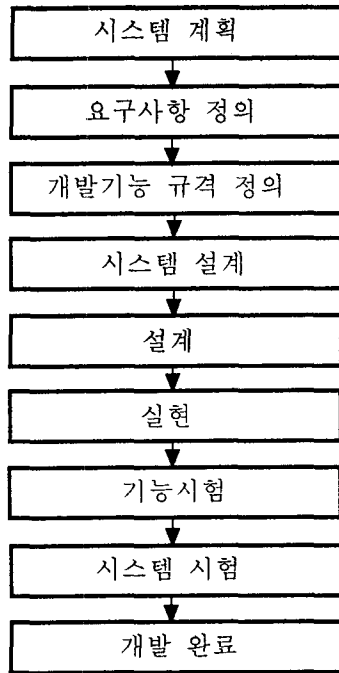 시스템 계획
요구사항 정의
개발기능 규격 정의
시스템 설계
설계
실현
기능시험
시스템 시험
개발 완료